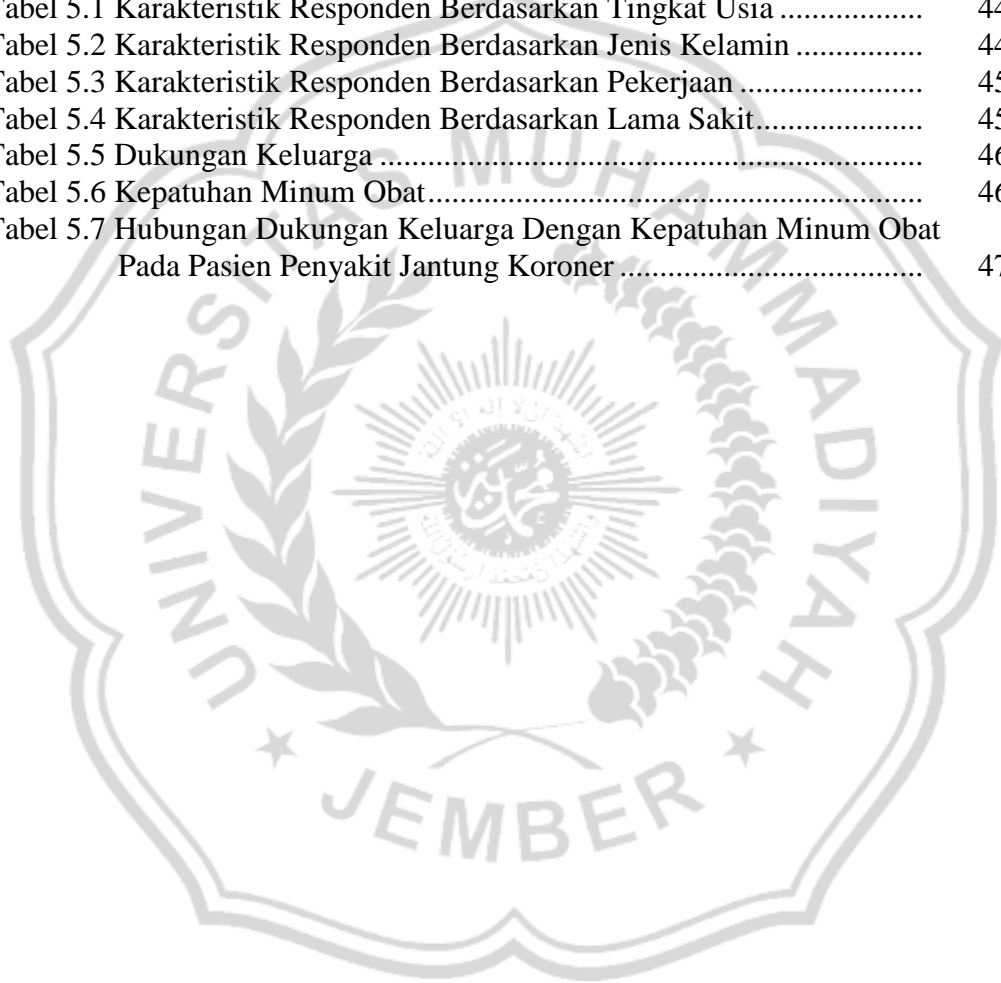 Tabel 5.1 Karakteristik Responden Berdasarkan Tingkat Usia ................. 44
Tabel 5.2 Karakteristik Responden Berdasarkan Jenis Kelamin ................ 44
Tabel 5.3 Karakteristik Responden Berdasarkan Pekerjaan ....................... 45
Tabel 5.4 Karakteristik Responden Berdasarkan Lama Sakit..................... 45
Tabel 5.5 Dukungan Keluarga .................................................................... 46
Tabel 5.6 Kepatuhan Minum Obat.............................................................. 46
Tabel 5.7 Hubungan Dukungan Keluarga Dengan Kepatuhan Minum Obat
Pada Pasien Penyakit Jantung Koroner .................................. 47
UNIVERSITAS MUHAMMADIYAH
JEMBER